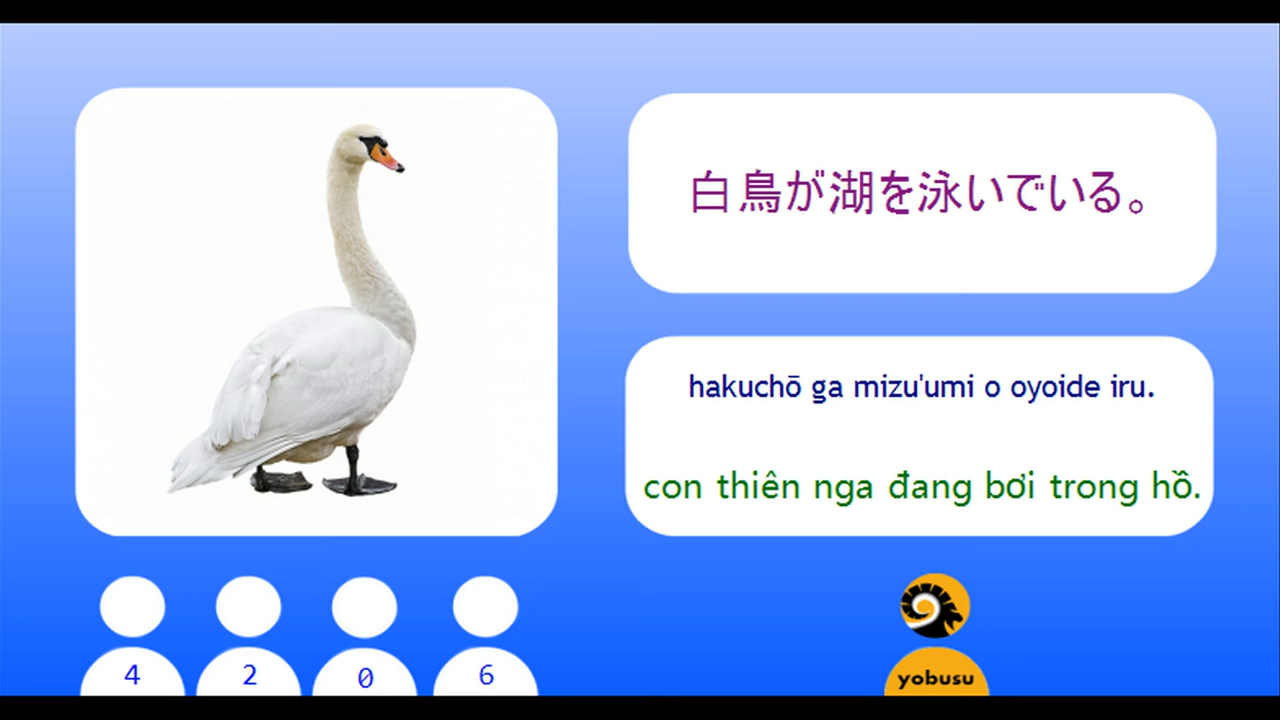 白鳥が湖を泳いでいる。
hakuchō ga mizu'umi o oyoide iru.
con thiên nga đang bơi trong hồ.
4 2 0 6
yobusu